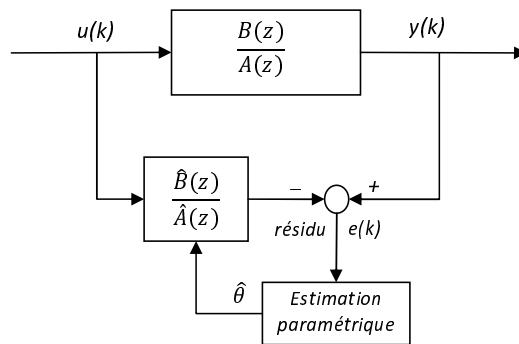 u(k)
B(z)
A(z)
y(k)
B̂(z)
Â(z)
−
+
résidu
e(k)
θ̂
Estimation
paramétrique